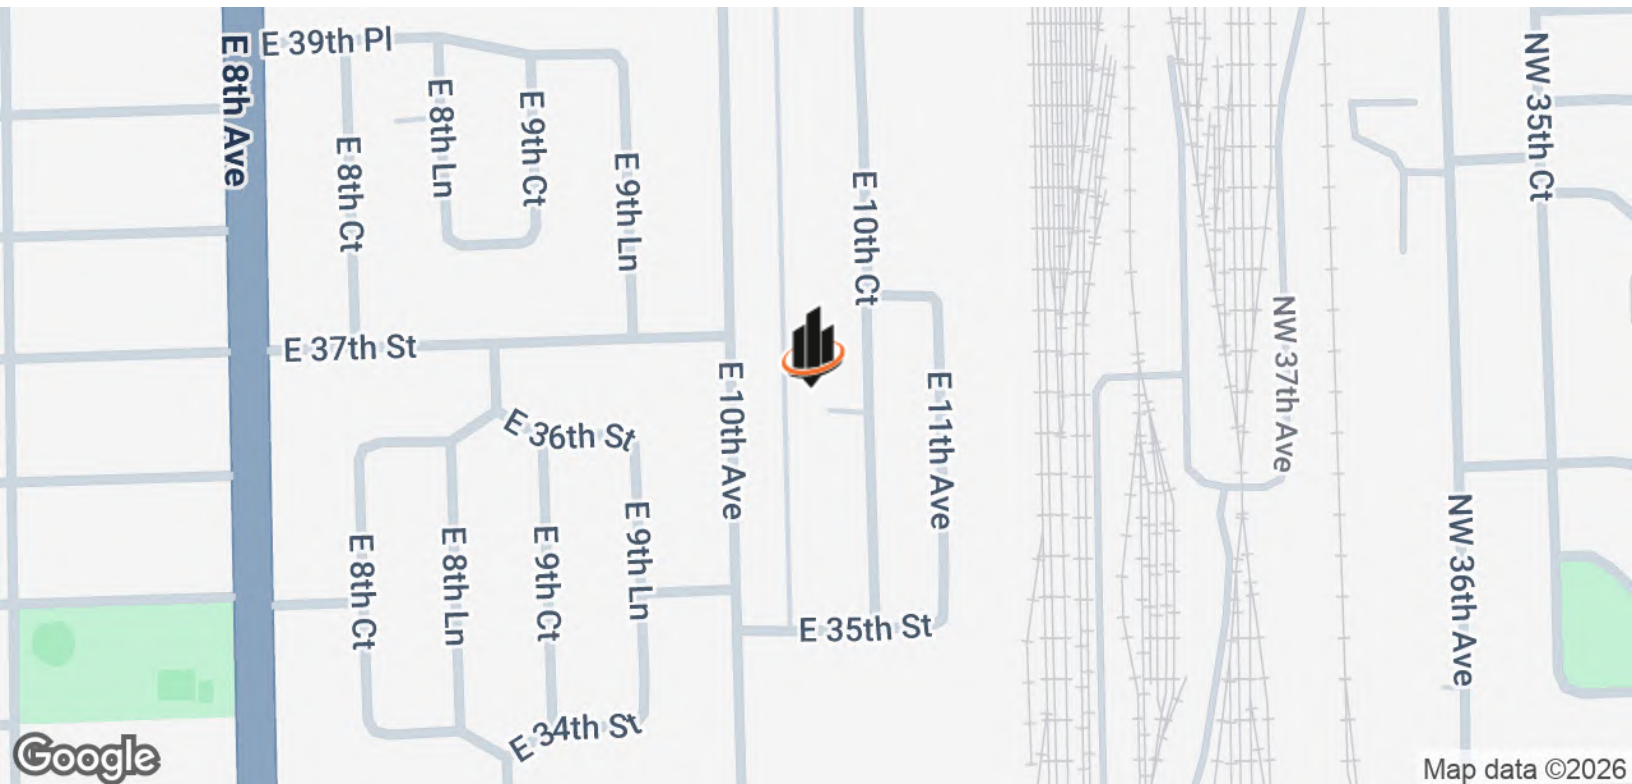 E 39th Pl
E 8th Ave
E 8th Ct
E 8th Ln
E 9th Ct
E 9th Ln
E 10th Ct
NW 35th Ct
E 37th St
E 10th Ave
E 11th Ave
NW 37th Ave
E 36th St
E 8th Ct
E 8th Ln
E 9th Ct
E 9th Ln
NW 36th Ave
E 35th St
E 34th St
Google
Map data ©2026